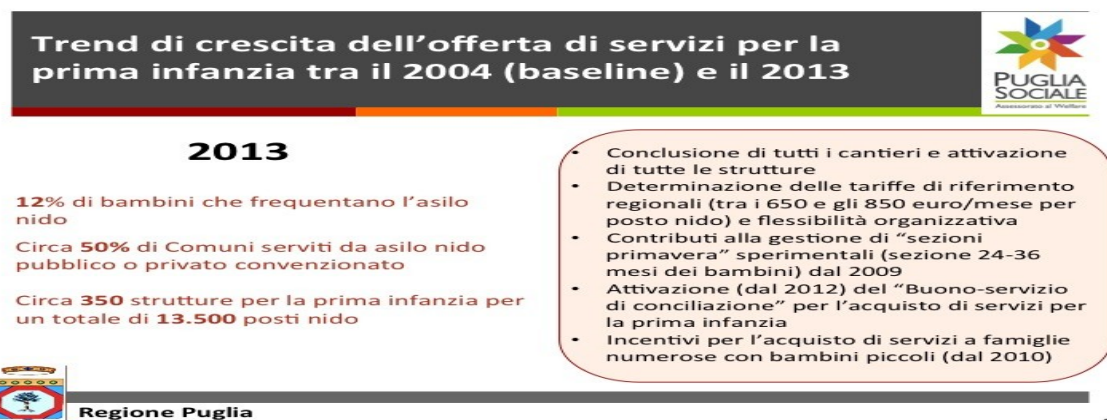 Trend di crescita dell’offerta di servizi per la
prima infanzia tra il 2004 (baseline) e il 2013
PUGLIA
SOCIALE
Assessorato al Welfare
2013
12% di bambini che frequentano l’asilo
nido
Circa 50% di Comuni serviti da asilo nido
pubblico o privato convenzionato
Circa 350 strutture per la prima infanzia per
un totale di 13.500 posti nido
• Conclusione di tutti i cantieri e attivazione
di tutte le strutture
• Determinazione delle tariffe di riferimento
regionali (tra i 650 e gli 850 euro/mese per
posto nido) e flessibilità organizzativa
• Contributi alla gestione di “sezioni
primavera” sperimentali (sezione 24-36
mesi dei bambini) dal 2009
• Attivazione (dal 2012) del “Buono-servizio
di conciliazione” per l’acquisto di servizi per
la prima infanzia
• Incentivi per l’acquisto di servizi a famiglie
numerose con bambini piccoli (dal 2010)
Regione Puglia